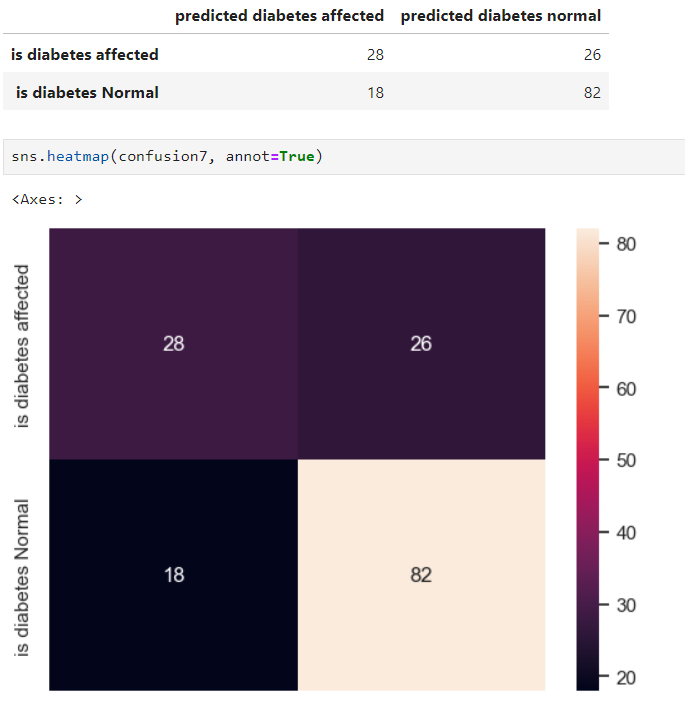 predicted diabetes affected predicted diabetes normal
is diabetes affected 28 26
is diabetes Normal 18 82
sns.heatmap(confusion7, annot=True)
<Axes: >
is diabetes affected
is diabetes Normal
28 26
18 82
80
70
60
50
40
30
20